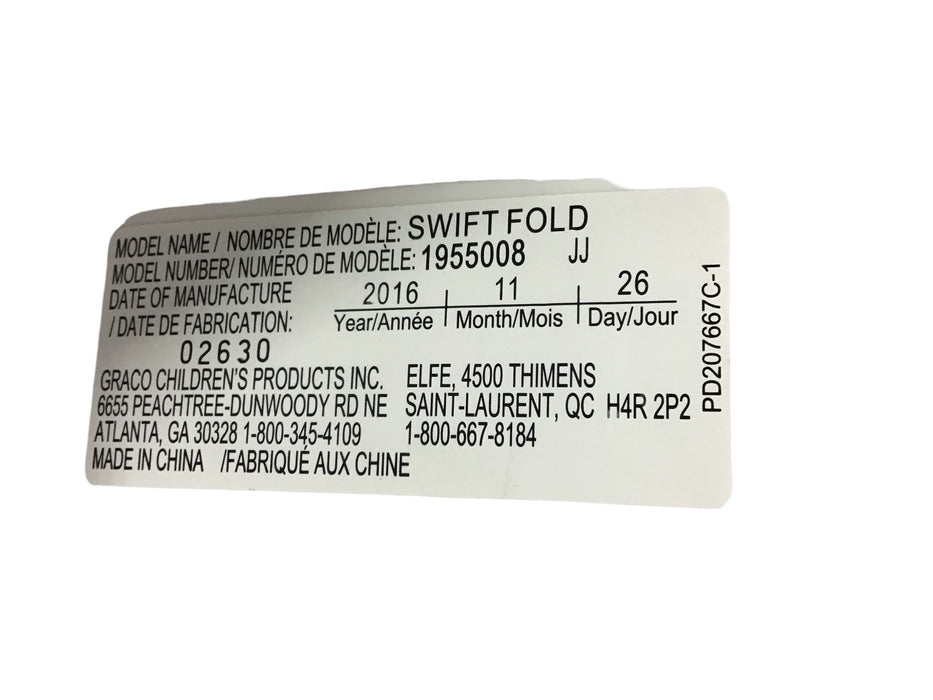 MODEL NAME / NOMBRE DE MODÈLE: SWIFT FOLD
MODEL NUMBER/ NUMÉRO DE MODÈLE: 1955008 JJ
DATE OF MANUFACTURE 2016 11 26
/ DATE DE FABRICATION: Year/Année Month/Mois Day/Jour
02630
GRACO CHILDREN'S PRODUCTS INC. ELFE, 4500 THIMENS
6655 PEACHTREE-DUNWOODY RD NE SAINT-LAURENT, QC H4R 2P2
ATLANTA, GA 30328 1-800-345-4109 1-800-667-8184
MADE IN CHINA /FABRIQUÉ AUX CHINE
PD207667C-1